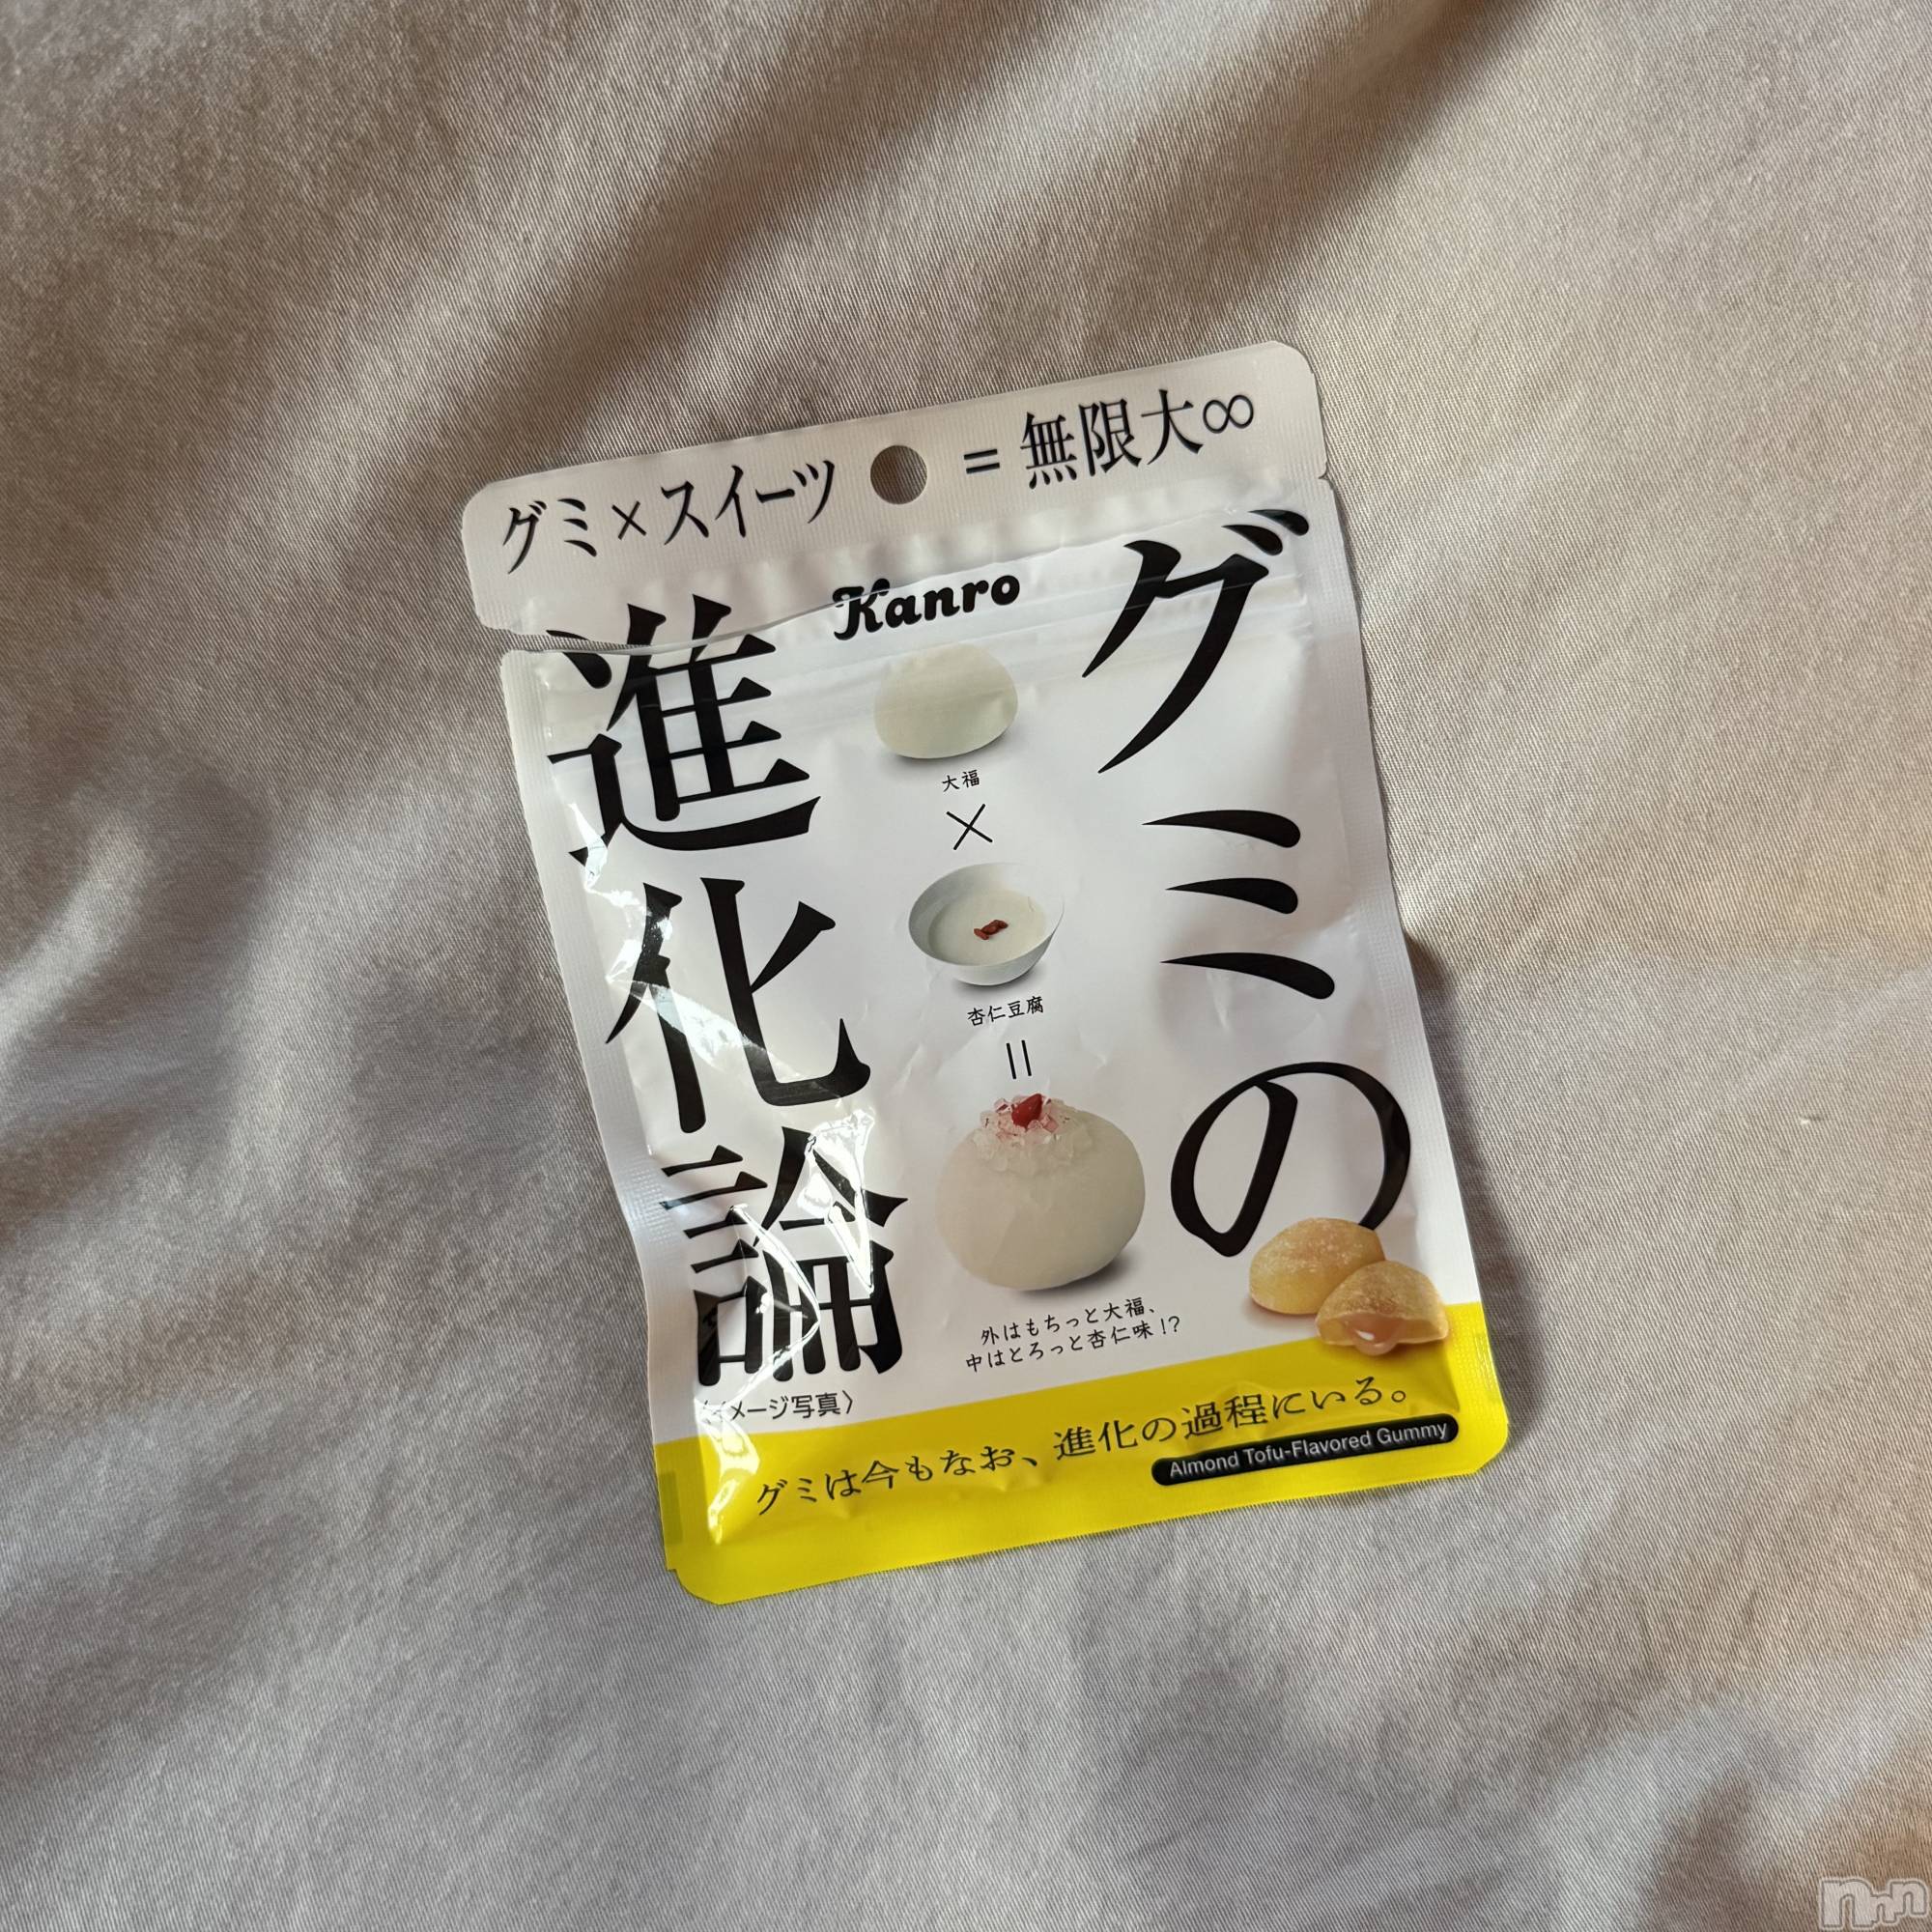 グミ×スイーツ = 無限大∞
Kanro
グミの
進化論
大福
×
杏仁豆腐
=
外はもちっと大福、
中はとろっと杏仁味!?
〈イメージ写真〉
グミは今もなお、進化の過程にいる。
Almond Tofu-Flavored Gummy
nnn